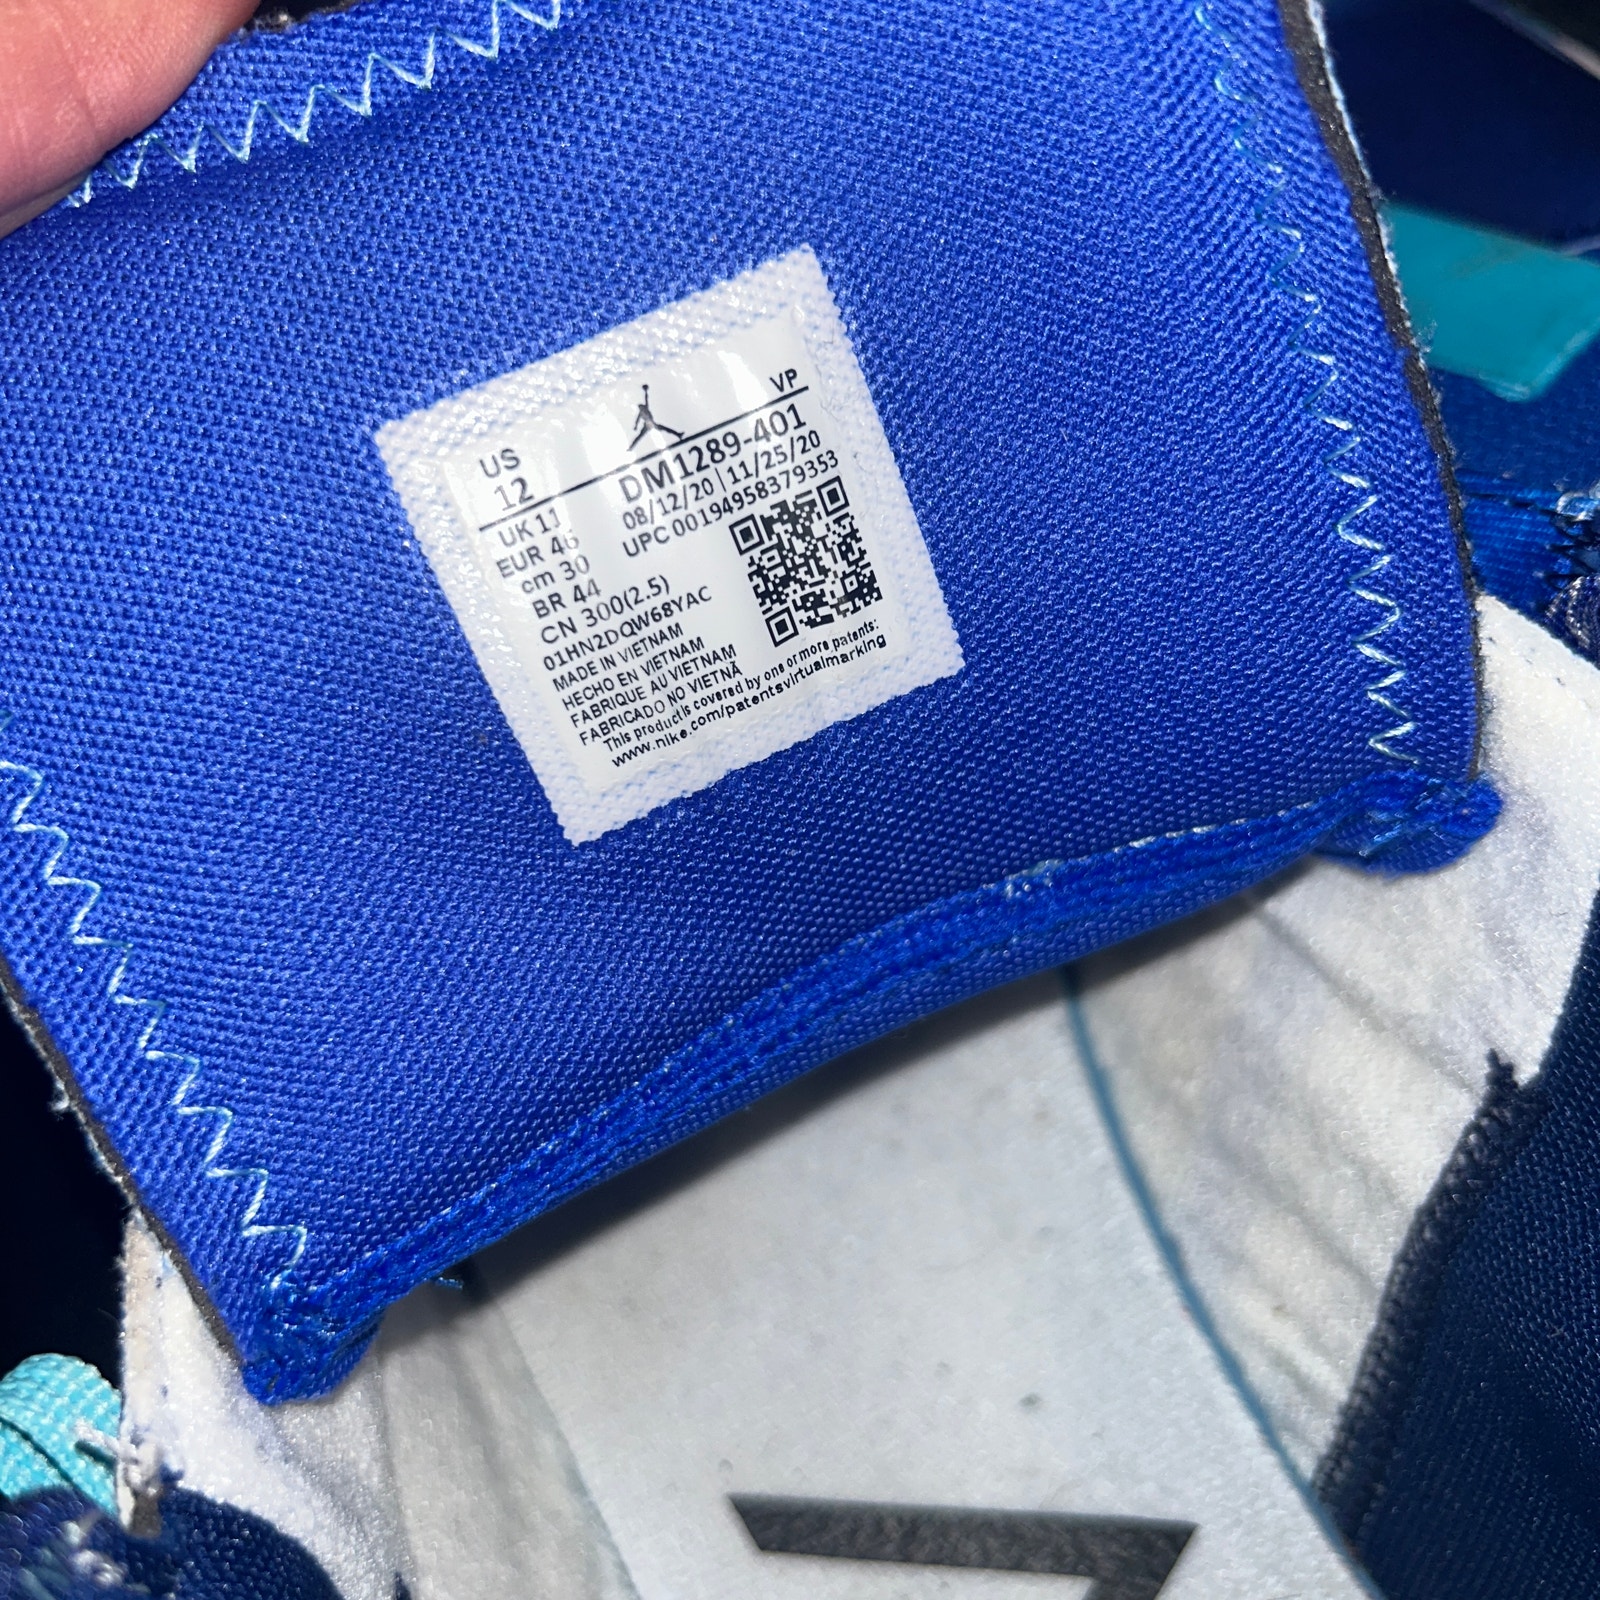 US VP
12 DM1289-401
UK 11 08/12/20 | 11/25/20
EUR 46 UPC 00194958379353
cm 30
BR 44
CN 300(2.5)
01HN2DQW68YAC
MADE IN VIETNAM
HECHO EN VIETNAM
FABRIQUE AU VIETNAM
FABRICADO NO VIETNÃ
This product is covered by one or more patents:
www.nike.com/patentsvirtualmarking